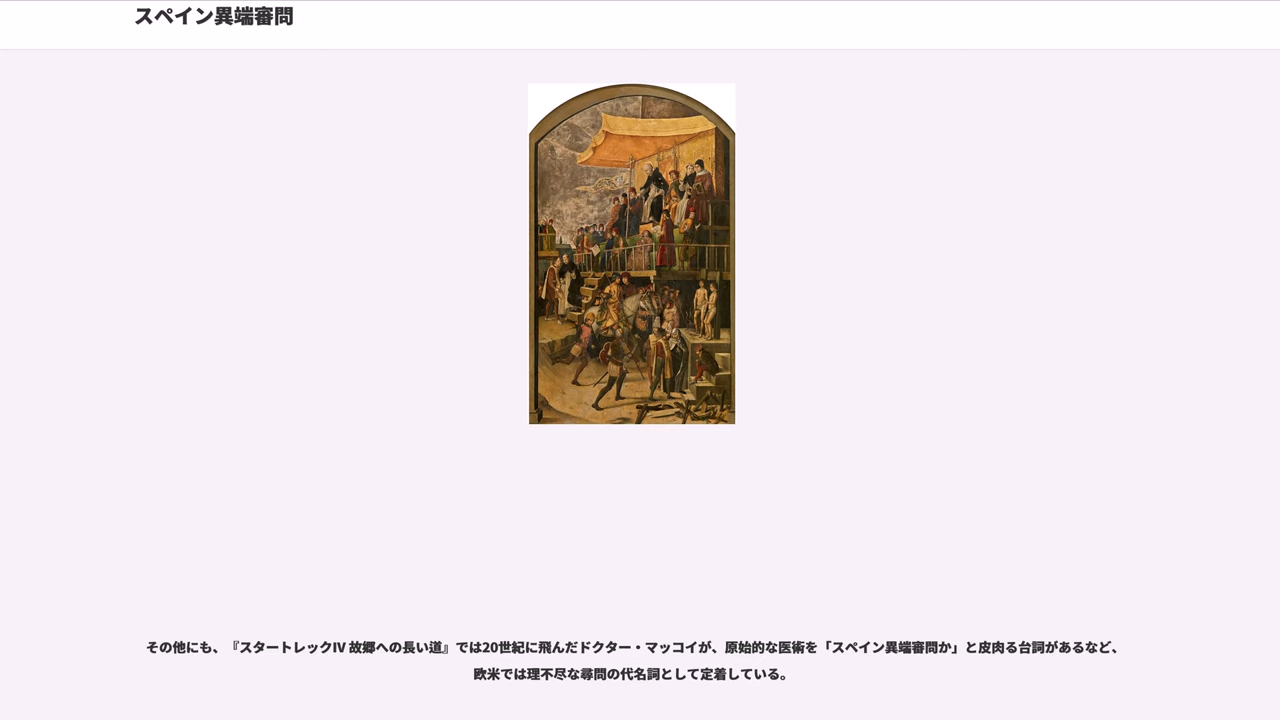 スペイン異端審問
その他にも、『スタートレックIV 故郷への長い道』では20世紀に飛んだドクター・マッコイが、原始的な医術を「スペイン異端審問か」と皮肉る台詞があるなど、
欧米では理不尽な尋問の代名詞として定着している。